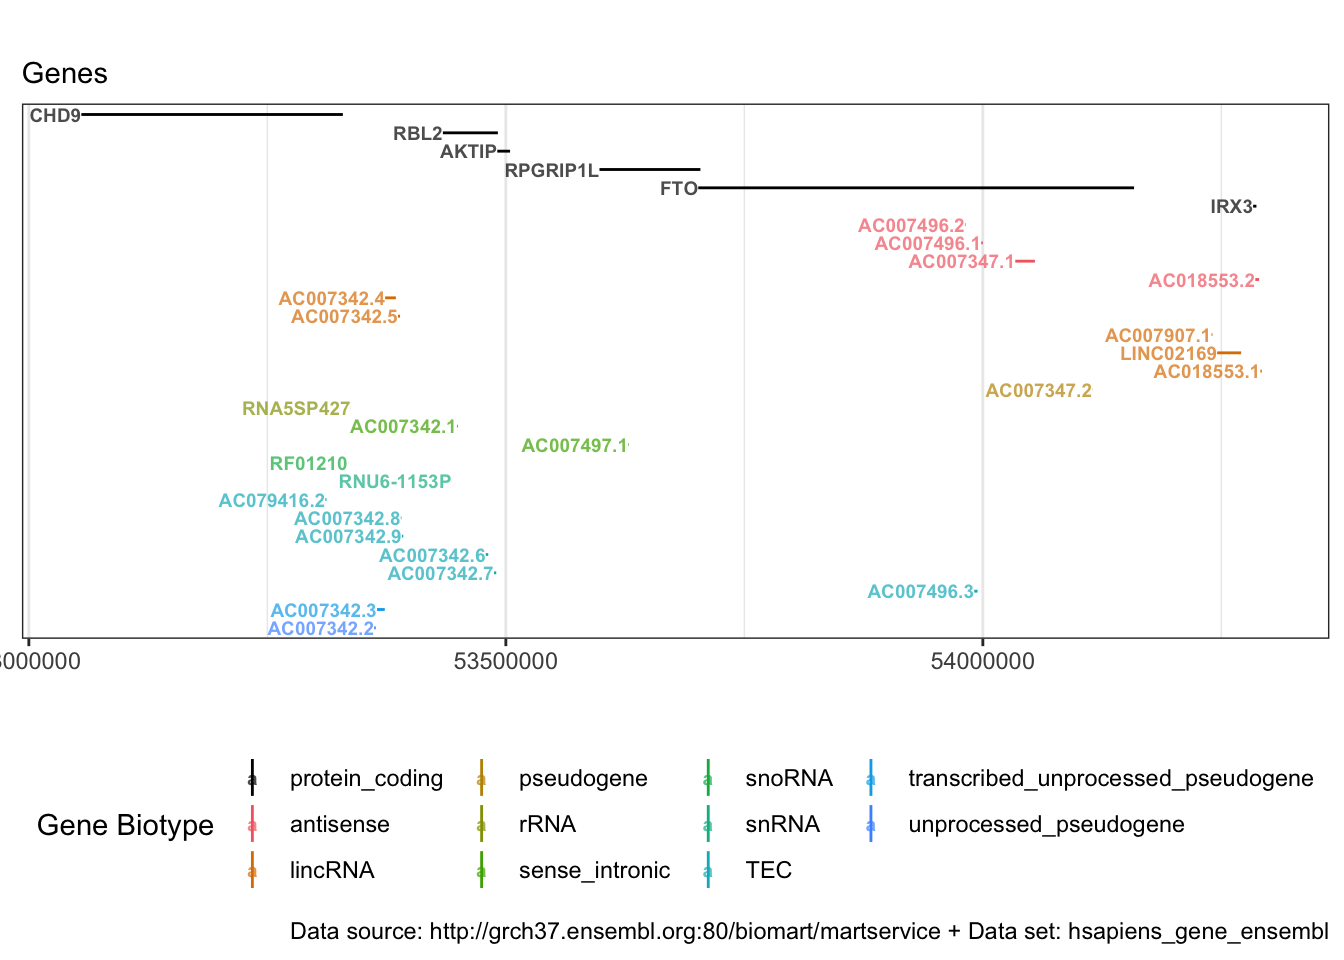 Genes
CHD9
RBL2
AKTIP
RPGRIP1L
FTO
IRX3
AC007496.2
AC007496.1
AC007347.1
AC018553.2
AC007342.4
AC007342.5
AC007907.1
LINC02169
AC018553.1
AC007347.2
RNA5SP427
AC007342.1
AC007497.1
RF01210
RNU6-1153P
AC079416.2
AC007342.8
AC007342.9
AC007342.6
AC007342.7
AC007496.3
AC007342.3
AC007342.2
000000 53500000 54000000
Gene Biotype
a protein_coding
a antisense
a lincRNA
a pseudogene
a rRNA
a sense_intronic
a snoRNA
a snRNA
a TEC
a transcribed_unprocessed_pseudogene
a unprocessed_pseudogene
Data source: http://grch37.ensembl.org:80/biomart/martservice + Data set: hsapiens_gene_ensembl